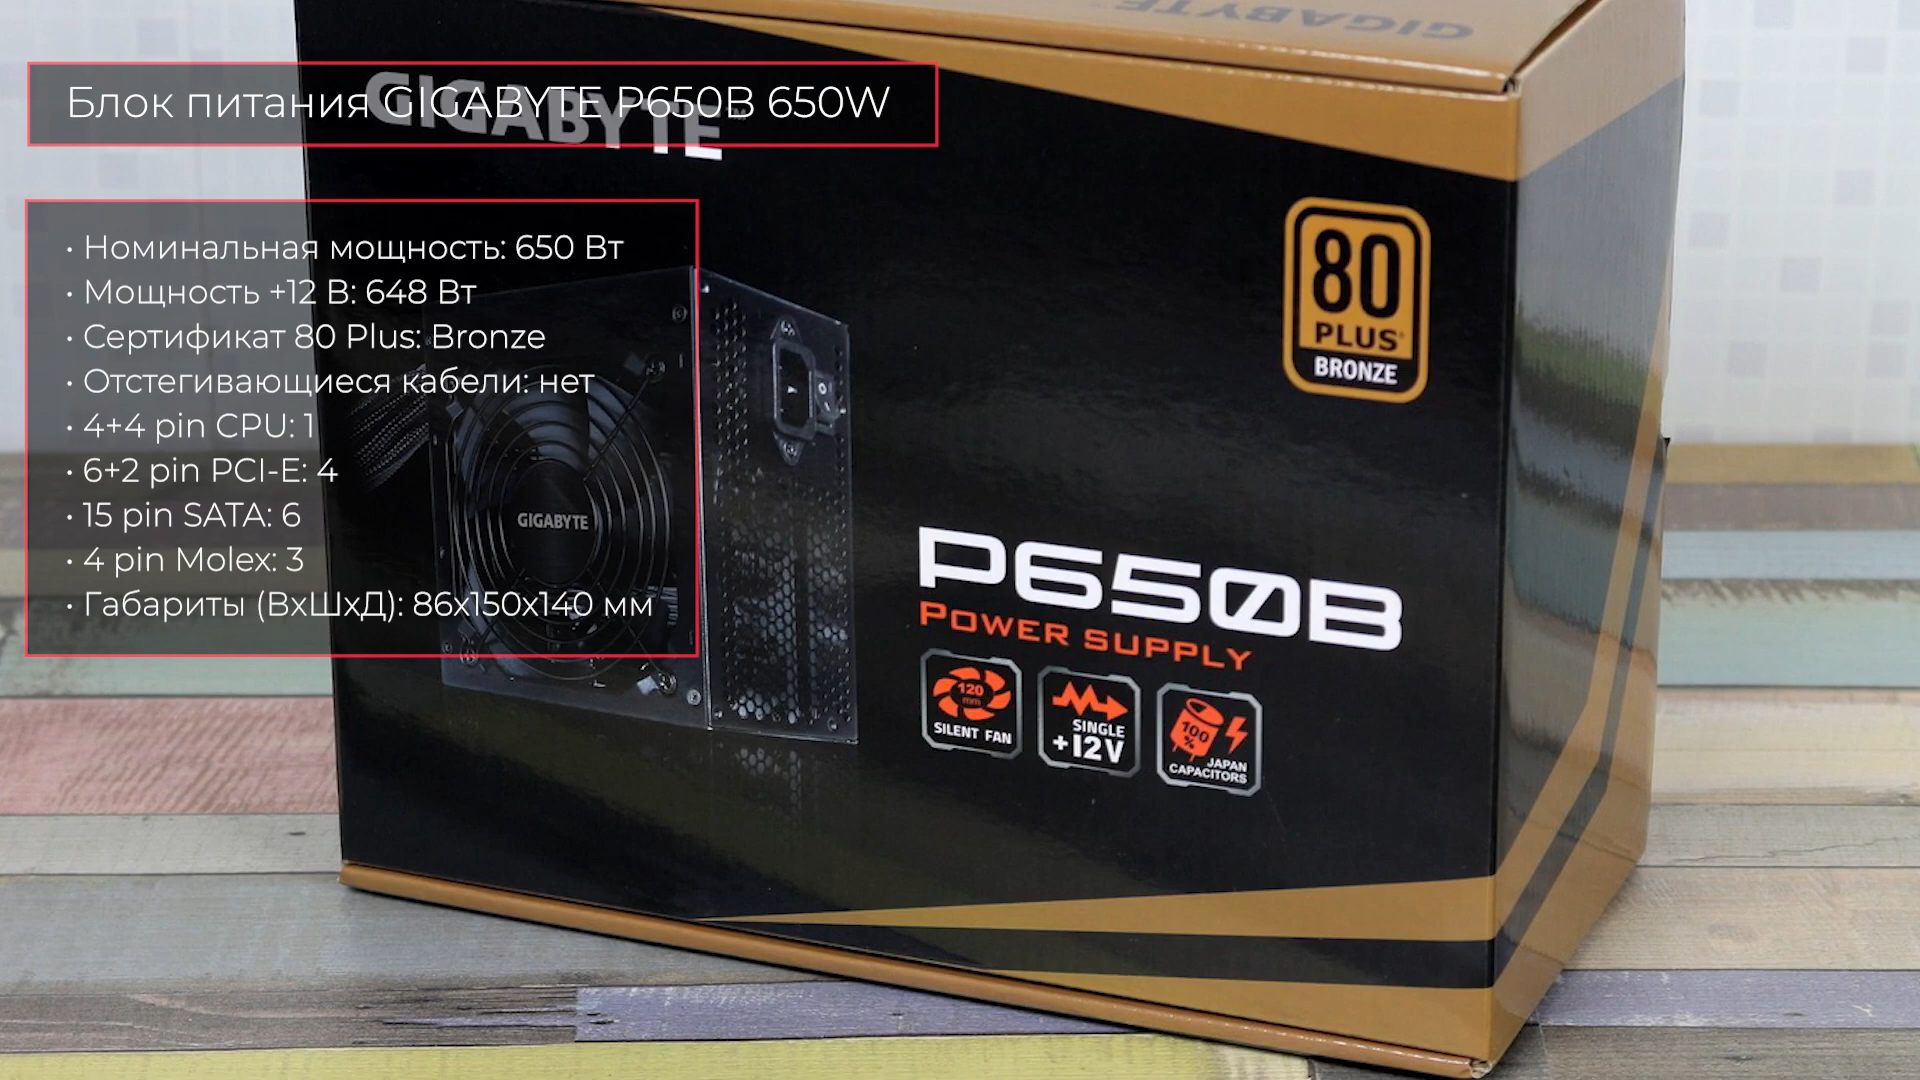 GIGABYTE
Блок питания GIGABYTE P650B 650W
GIGABYTE™
• Номинальная мощность: 650 Вт
• Мощность +12 В: 648 Вт
• Сертификат 80 Plus: Bronze
• Отстегивающиеся кабели: нет
• 4+4 pin CPU: 1
• 6+2 pin PCI-E: 4
• 15 pin SATA: 6
• 4 pin Molex: 3
• Габариты (ВхШхД): 86х150х140 мм
80
PLUS®
BRONZE
GIGABYTE
P650B
POWER SUPPLY
120
mm
SILENT FAN
SINGLE
+12V
100
%
JAPAN
CAPACITORS